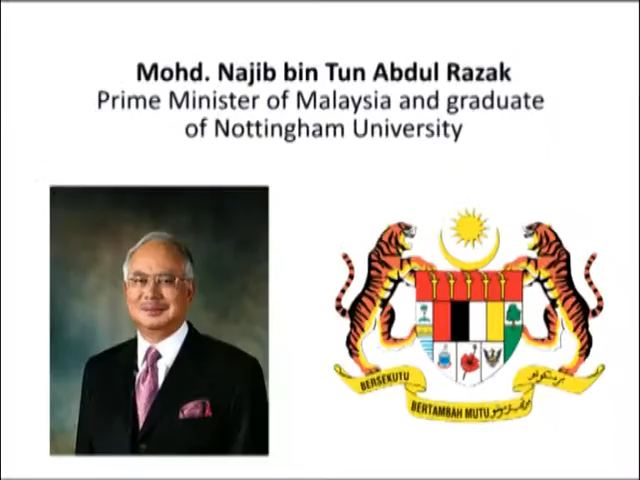 Mohd. Najib bin Tun Abdul Razak
Prime Minister of Malaysia and graduate
of Nottingham University
BERSEKUTU
BERTAMBAH MUTU